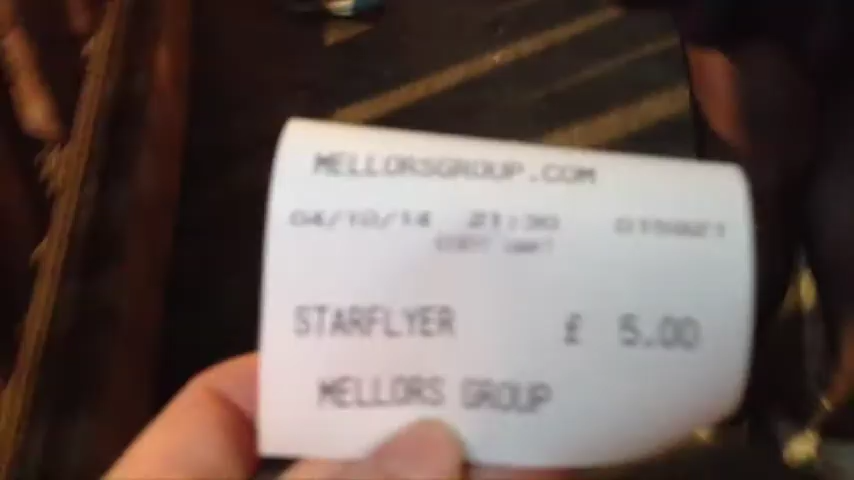 MELLORSGROUP.COM
04/10/14 21:30
STARFLYER £ 5.00
MELLORS GROUP